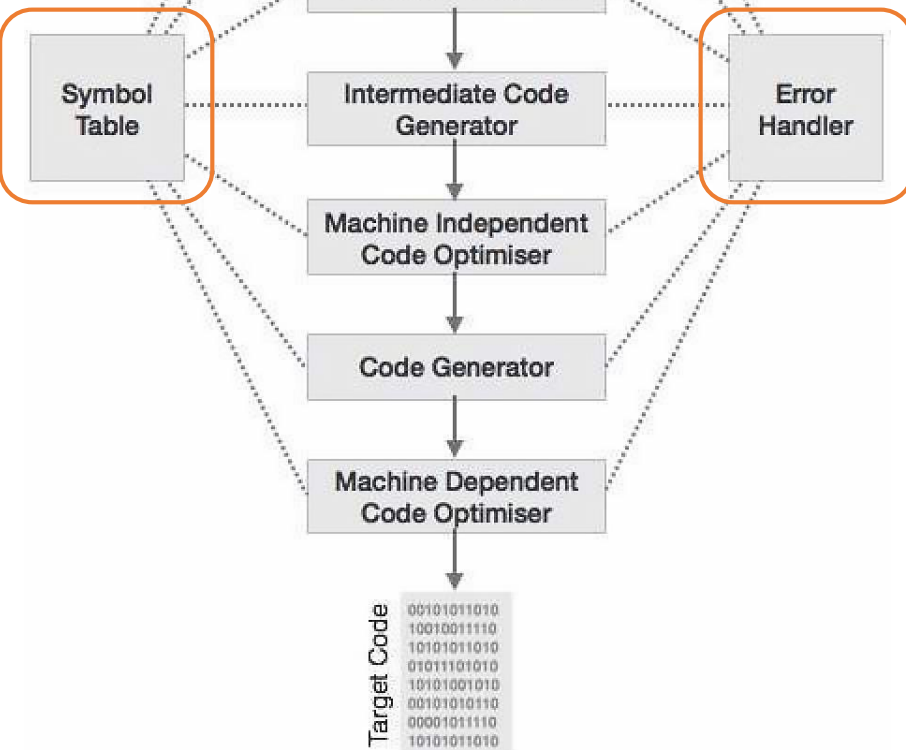 Symbol
Table
Intermediate Code
Generator
Error
Handler
Machine Independent
Code Optimiser
Code Generator
Machine Dependent
Code Optimiser
Target Code
00101011010
10010011110
10101011010
01011101010
10101001010
00101010110
00001011110
10101011010